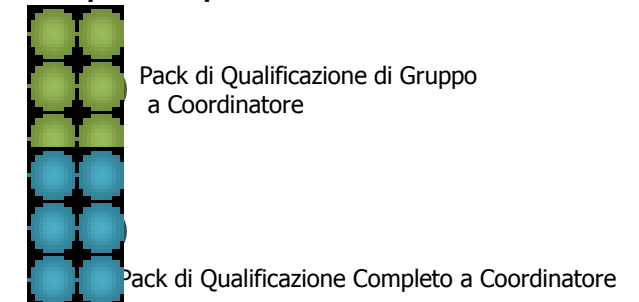 Pack di Qualificazione di Gruppo
a Coordinatore
Pack di Qualificazione Completo a Coordinatore